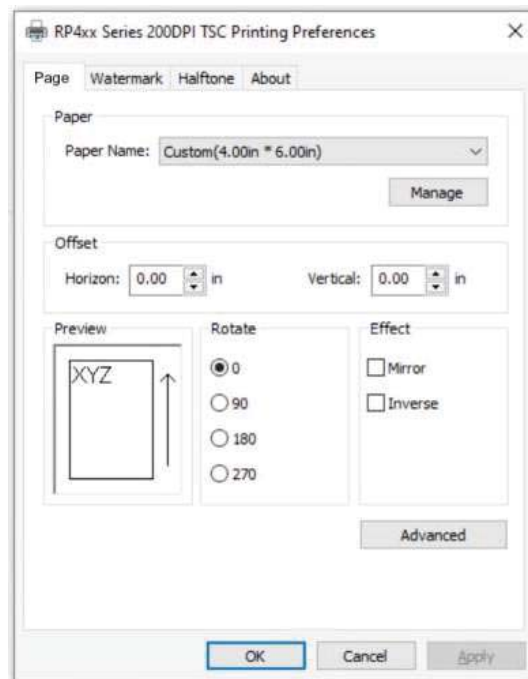 RP4xx Series 200DPI TSC Printing Preferences
Page Watermark Halftone About
Paper
Paper Name: Custom(4.00in * 6.00in)
Manage
Offset
Horizon: 0.00 in Vertical: 0.00 in
Preview
XYZ
Rotate
0
90
180
270
Effect
Mirror
Inverse
Advanced
OK Cancel Apply